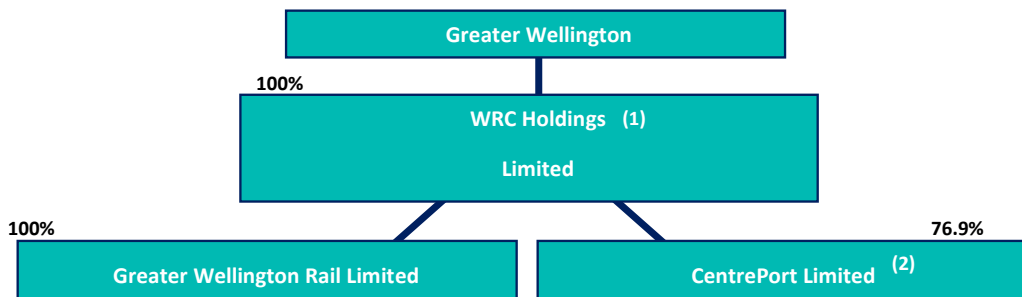 Greater Wellington
100%
WRC Holdings (1)
Limited
100%
76.9%
Greater Wellington Rail Limited
CentrePort Limited (2)